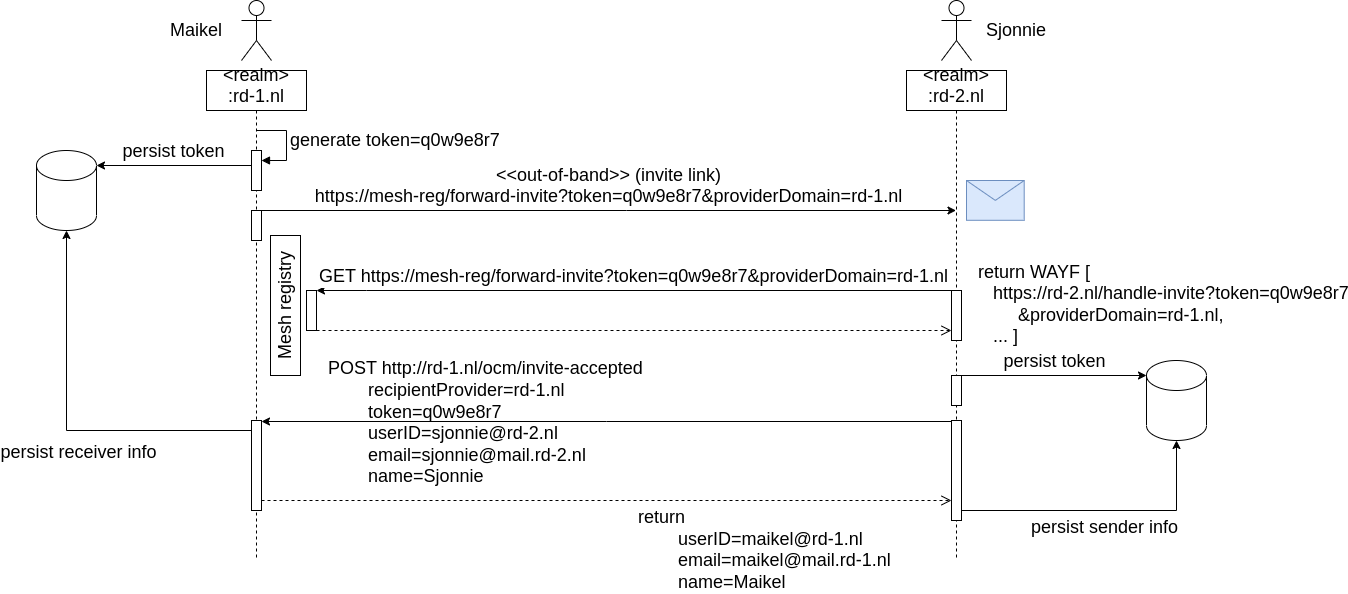 Maikel
Sjonnie
<realm>
:rd-1.nl
<realm>
:rd-2.nl
generate token=q0w9e8r7
persist token
<<out-of-band>> (invite link)
https://mesh-reg/forward-invite?token=q0w9e8r7&providerDomain=rd-1.nl
Mesh registry
GET https://mesh-reg/forward-invite?token=q0w9e8r7&providerDomain=rd-1.nl
return WAYF [
https://rd-2.nl/handle-invite?token=q0w9e8r7
&providerDomain=rd-1.nl,
... ]
persist token
POST http://rd-1.nl/ocm/invite-accepted
recipientProvider=rd-1.nl
token=q0w9e8r7
userID=sjonnie@rd-2.nl
email=sjonnie@mail.rd-2.nl
name=Sjonnie
persist receiver info
return
userID=maikel@rd-1.nl
email=maikel@mail.rd-1.nl
name=Maikel
persist sender info